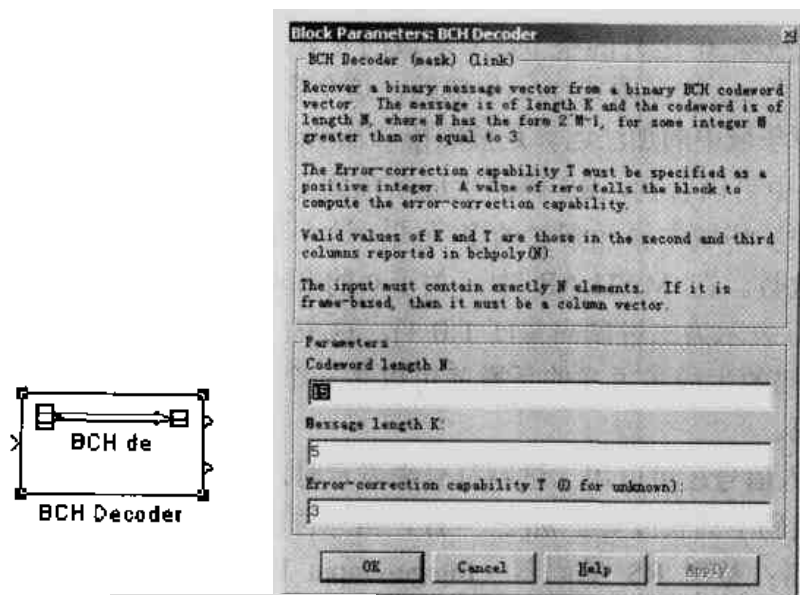 Block Parameters: BCH Decoder
BCH Decoder (mask) (link)
Recover a binary message vector from a binary BCH codeword
vector. The message is of length K and the codeword is of
length N, where N has the form 2^M-1, for some integer M
greater than or equal to 3.
The Error-correction capability T must be specified as a
positive integer. A value of zero tells the block to
compute the error-correction capability.
Valid values of K and T are those in the second and third
columns reported in bchpoly(N)
The input must contain exactly N elements. If it is
frame-based, then it must be a column vector.
Parameters
Codeword length N:
15
Message length K:
5
Error-correction capability T (0 for unknown):
3
OK Cancel Help Apply
BCH de
BCH Decoder